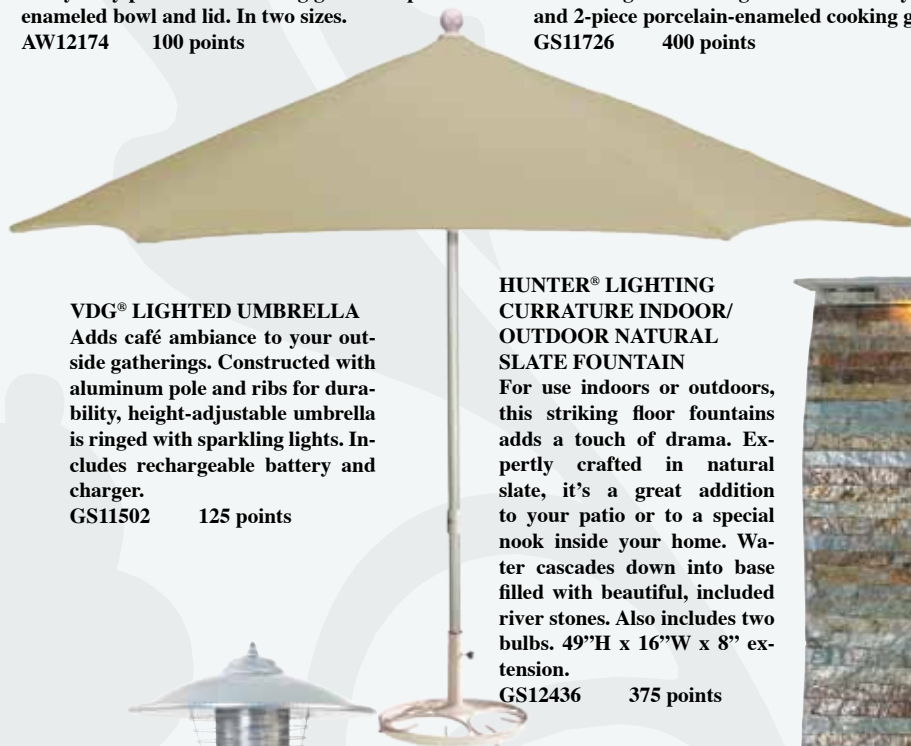 enameled bowl and lid. In two sizes.
AW12174 100 points
and 2-piece porcelain-enameled cooking
GS11726 400 points
VDG® LIGHTED UMBRELLA
Adds café ambiance to your out-
side gatherings. Constructed with
aluminum pole and ribs for dura-
bility, height-adjustable umbrella
is ringed with sparkling lights. In-
cludes rechargeable battery and
charger.
GS11502 125 points
HUNTER® LIGHTING
CURRATURE INDOOR/
OUTDOOR NATURAL
SLATE FOUNTAIN
For use indoors or outdoors,
this striking floor fountains
adds a touch of drama. Ex-
pertly crafted in natural
slate, it’s a great addition
to your patio or to a special
nook inside your home. Wa-
ter cascades down into base
filled with beautiful, included
river stones. Also includes two
bulbs. 49”H x 16”W x 8” ex-
tension.
GS12436 375 points